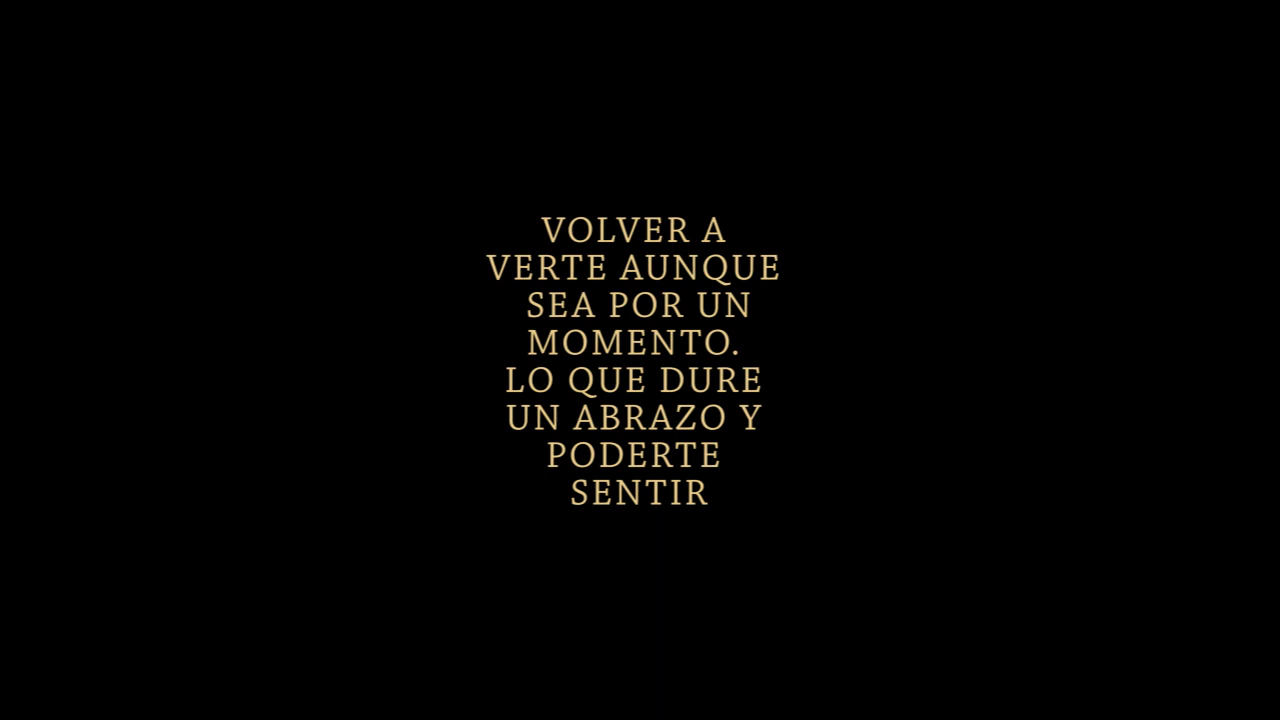 VOLVER A
VERTE AUNQUE
SEA POR UN
MOMENTO.
LO QUE DURE
UN ABRAZO Y
PODERTE
SENTIR